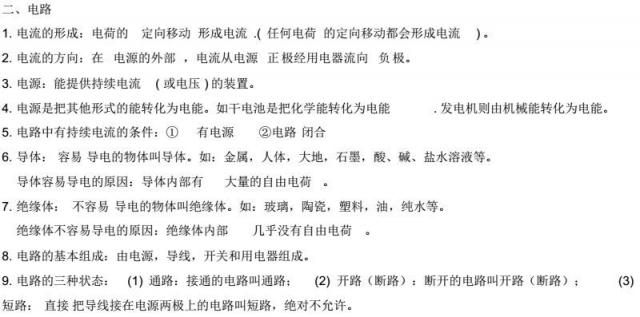 二、电路
1. 电流的形成：电荷的 定向移动 形成电流 .( 任何电荷 的定向移动都会形成电流 )。
2. 电流的方向：在 电源的外部 ，电流从电源 正极经用电器流向 负极。
3. 电源：能提供持续电流 ( 或电压 ) 的装置。
4. 电源是把其他形式的能转化为电能。如干电池是把化学能转化为电能 . 发电机则由机械能转化为电能。
5. 电路中有持续电流的条件：① 有电源 ②电路 闭合
6. 导体： 容易 导电的物体叫导体。如：金属，人体，大地，石墨，酸、碱、盐水溶液等。
导体容易导电的原因：导体内部有 大量的自由电荷 。
7. 绝缘体： 不容易 导电的物体叫绝缘体。如：玻璃，陶瓷，塑料，油，纯水等。
绝缘体不容易导电的原因：绝缘体内部 几乎没有自由电荷 。
8. 电路的基本组成：由电源，导线，开关和用电器组成。
9. 电路的三种状态： (1) 通路：接通的电路叫通路； (2) 开路（断路）：断开的电路叫开路（断路）； (3)
短路： 直接 把导线接在电源两极上的电路叫短路，绝对不允许。